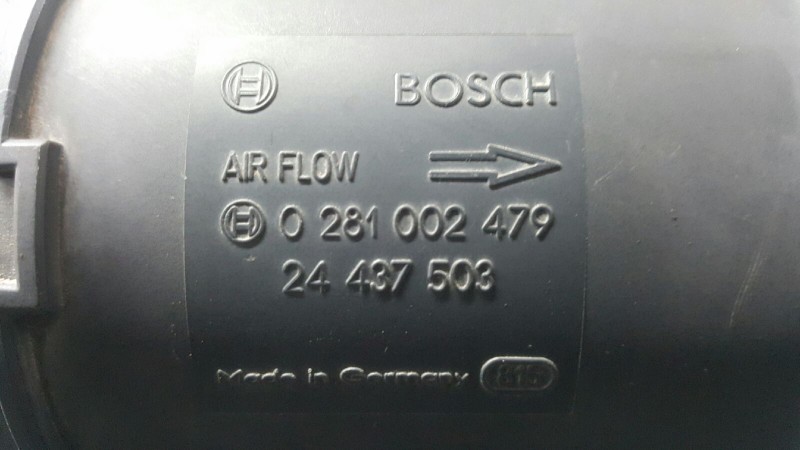 BOSCH
AIR FLOW
0 281 002 479
24 437 503
Made in Germany